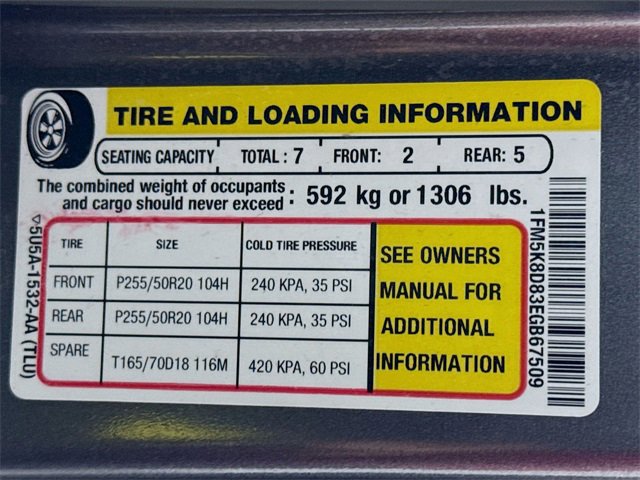 TIRE AND LOADING INFORMATION
SEATING CAPACITY TOTAL : 7 FRONT: 2 REAR: 5
The combined weight of occupants
and cargo should never exceed : 592 kg or 1306 lbs.
TIRE SIZE COLD TIRE PRESSURE
FRONT P255/50R20 104H 240 KPA, 35 PSI
REAR P255/50R20 104H 240 KPA, 35 PSI
SPARE T165/70D18 116M 420 KPA, 60 PSI
SEE OWNERS
MANUAL FOR
ADDITIONAL
INFORMATION
5U5A-1532-AA (TLU)
1FM5K8D83EGB67509